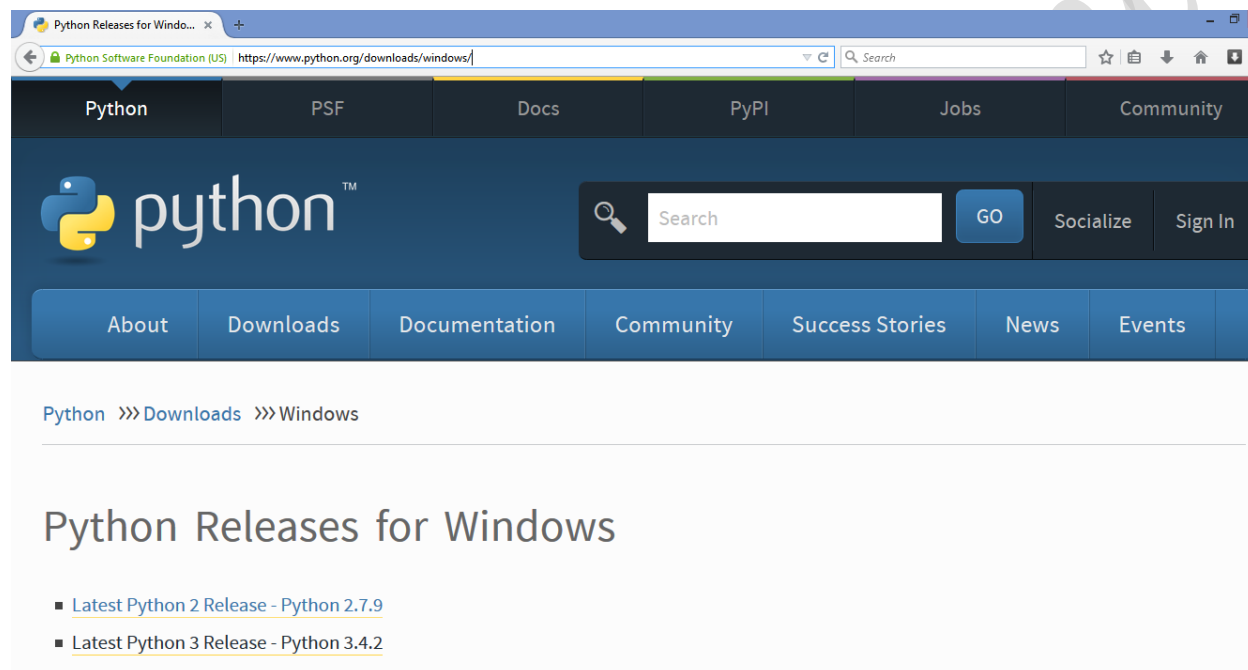 Python Releases for Windo... × +
Python Software Foundation (US) https://www.python.org/downloads/windows/ Search
Python PSF Docs PyPI Jobs Community
python™ Search GO Socialize Sign In
About Downloads Documentation Community Success Stories News Events
Python >>> Downloads >>> Windows
Python Releases for Windows
Latest Python 2 Release - Python 2.7.9
Latest Python 3 Release - Python 3.4.2